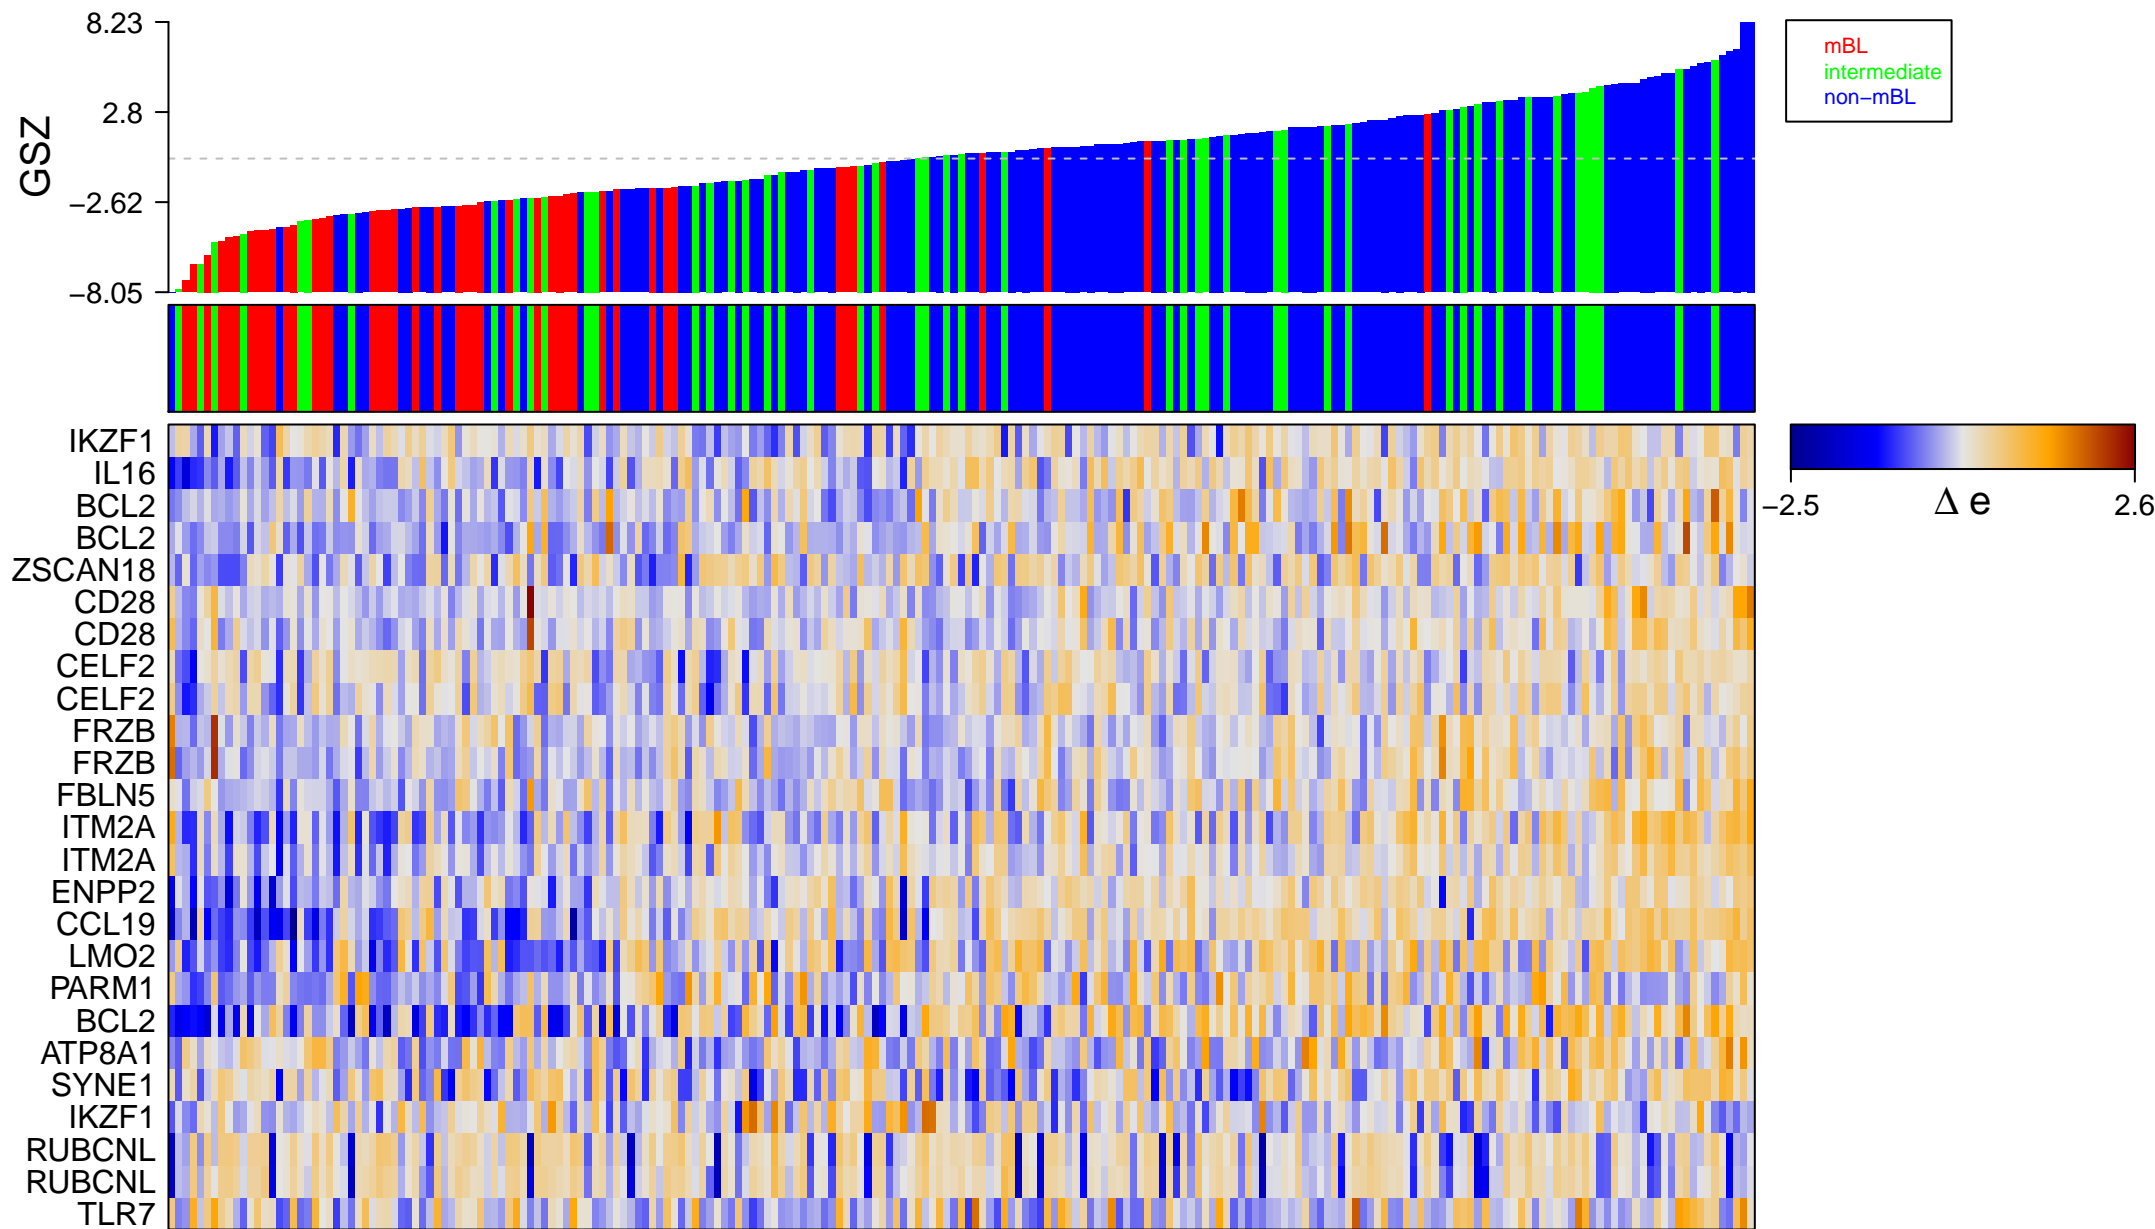 8.23
2.8
−2.62
−8.05
GSZ
mBL
intermediate
non−mBL
IKZF1
IL16
BCL2
BCL2
ZSCAN18
CD28
CD28
CELF2
CELF2
FRZB
FRZB
FBLN5
ITM2A
ITM2A
ENPP2
CCL19
LMO2
PARM1
BCL2
ATP8A1
SYNE1
IKZF1
RUBCNL
RUBCNL
TLR7
−2.5
Δ e
2.6